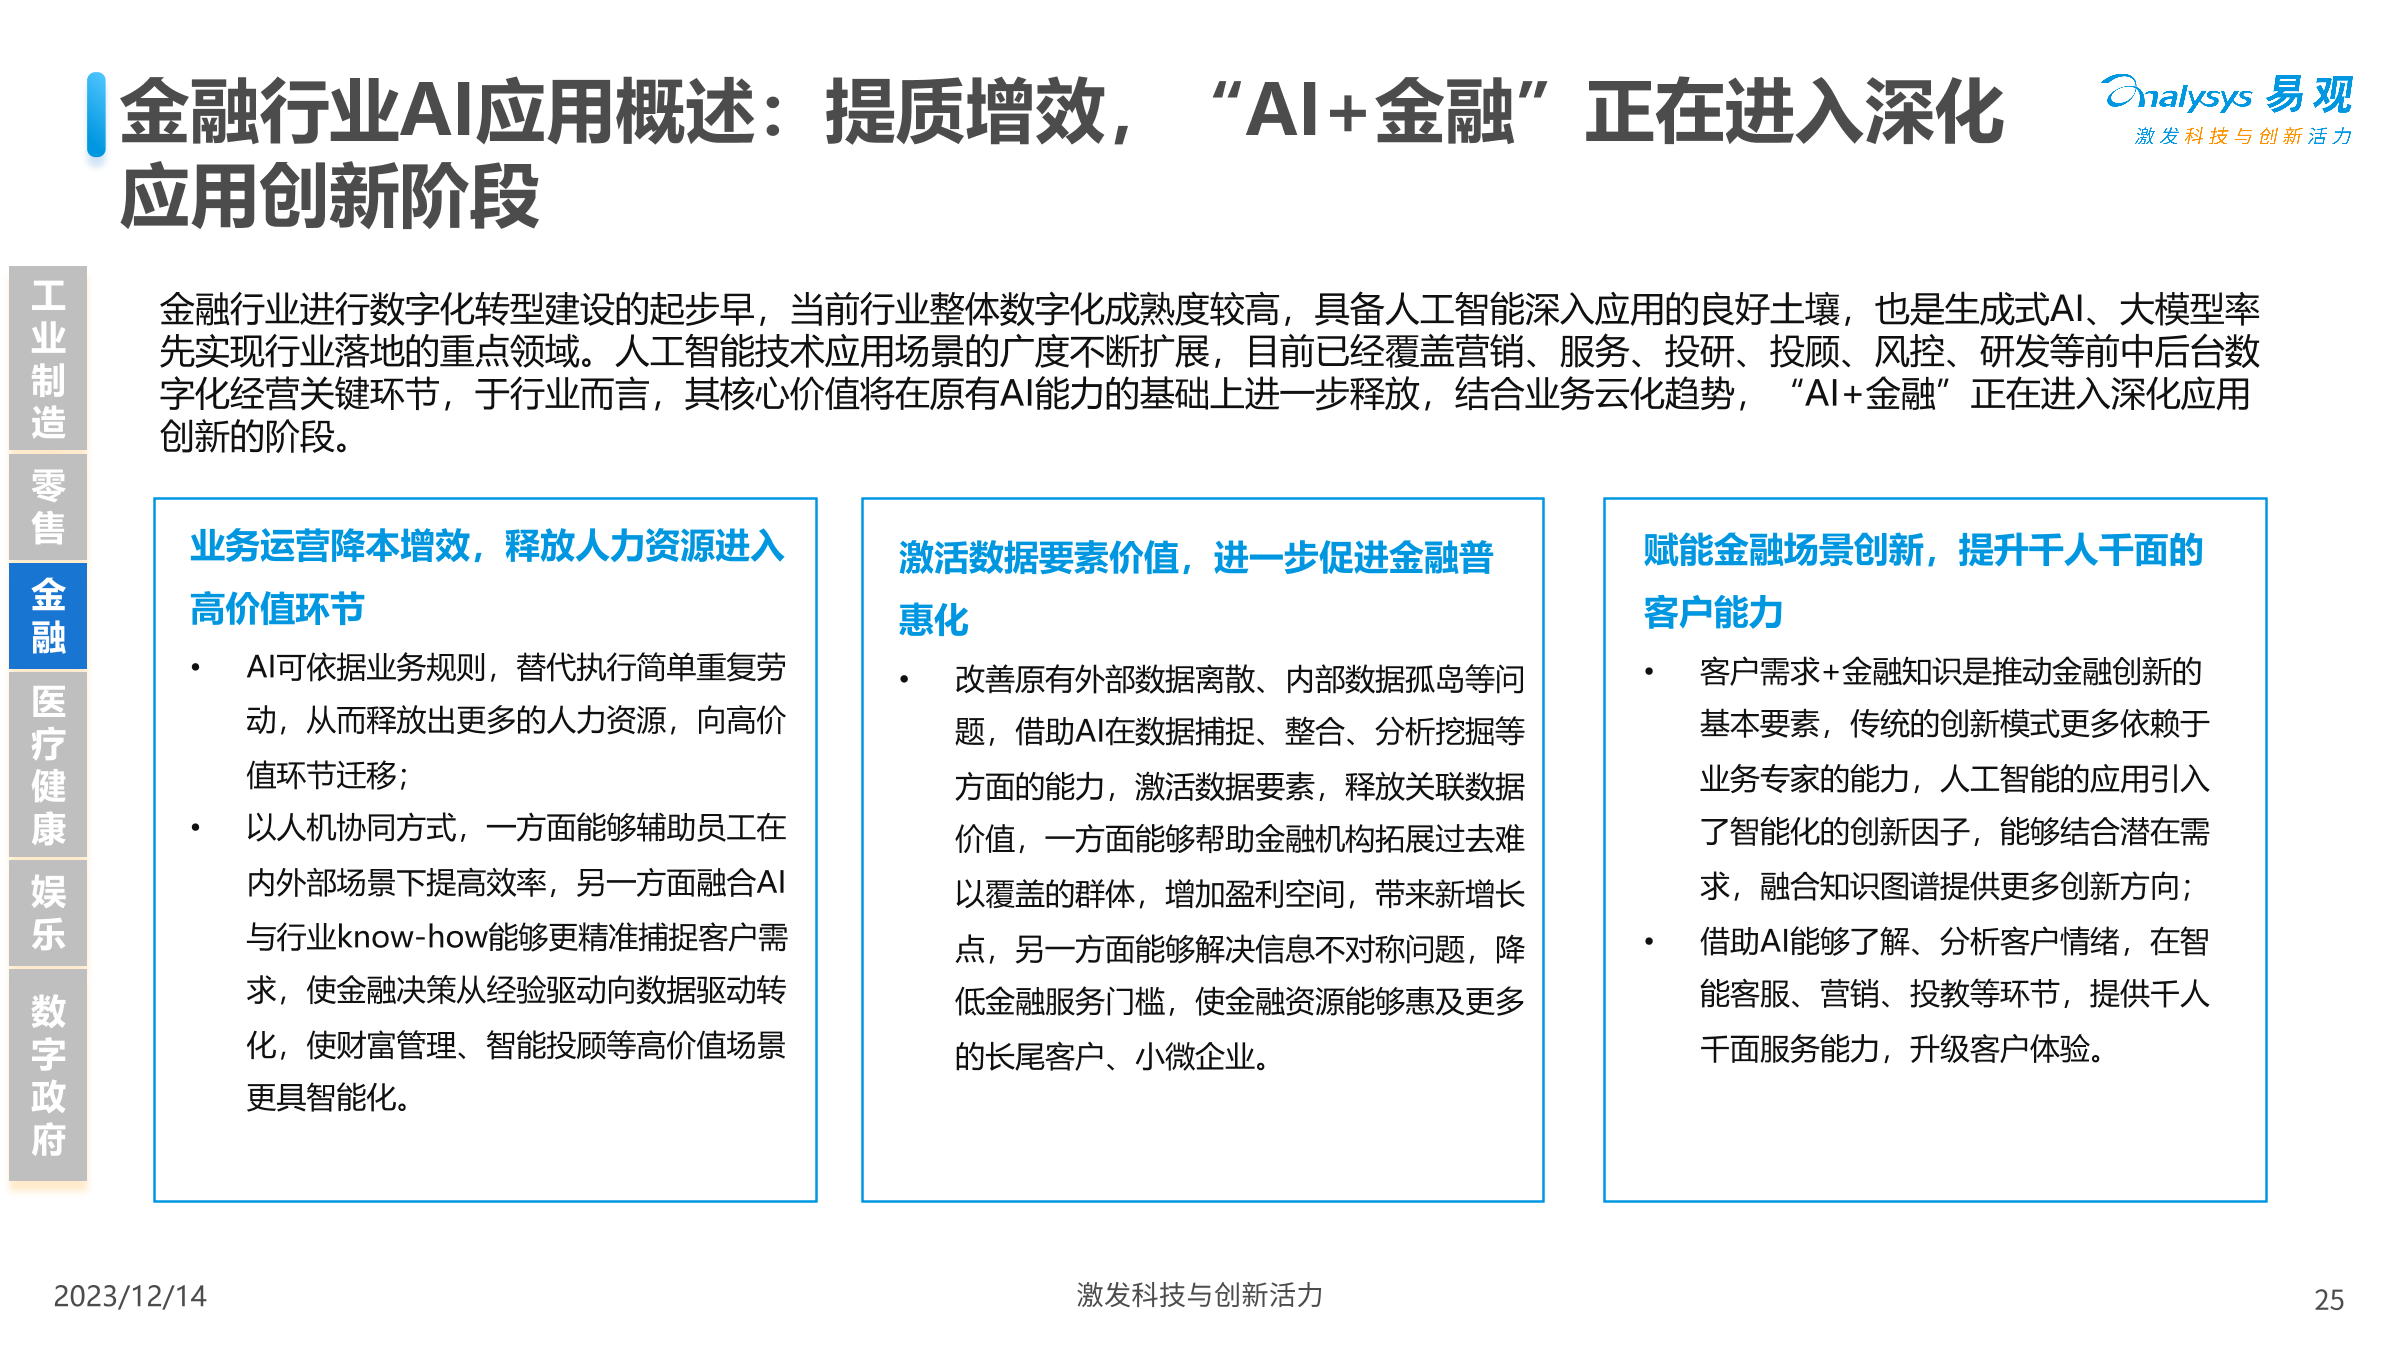 金融行业AI应用概述：提质增效，“AI+金融”正在进入深化
应用创新阶段
analysys 易观
激发科技与创新活力
工业制造
零售
金融
医疗健康
娱乐
数字政府
金融行业进行数字化转型建设的起步早，当前行业整体数字化成熟度较高，具备人工智能深入应用的良好土壤，也是生成式AI、大模型率
先实现行业落地的重点领域。人工智能技术应用场景的广度不断扩展，目前已经覆盖营销、服务、投研、投顾、风控、研发等前中后台数
字化经营关键环节，于行业而言，其核心价值将在原有AI能力的基础上进一步释放，结合业务云化趋势，“AI+金融”正在进入深化应用
创新的阶段。
业务运营降本增效，释放人力资源进入
高价值环节
• AI可依据业务规则，替代执行简单重复劳
动，从而释放出更多的人力资源，向高价
值环节迁移；
• 以人机协同方式，一方面能够辅助员工在
内外部场景下提高效率，另一方面融合AI
与行业know-how能够更精准捕捉客户需
求，使金融决策从经验驱动向数据驱动转
化，使财富管理、智能投顾等高价值场景
更具智能化。
激活数据要素价值，进一步促进金融普
惠化
• 改善原有外部数据离散、内部数据孤岛等问
题，借助AI在数据捕捉、整合、分析挖掘等
方面的能力，激活数据要素，释放关联数据
价值，一方面能够帮助金融机构拓展过去难
以覆盖的群体，增加盈利空间，带来新增长
点，另一方面能够解决信息不对称问题，降
低金融服务门槛，使金融资源能够惠及更多
的长尾客户、小微企业。
赋能金融场景创新，提升千人千面的
客户能力
• 客户需求+金融知识是推动金融创新的
基本要素，传统的创新模式更多依赖于
业务专家的能力，人工智能的应用引入
了智能化的创新因子，能够结合潜在需
求，融合知识图谱提供更多创新方向；
• 借助AI能够了解、分析客户情绪，在智
能客服、营销、投教等环节，提供千人
千面服务能力，升级客户体验。
2023/12/14
激发科技与创新活力
25